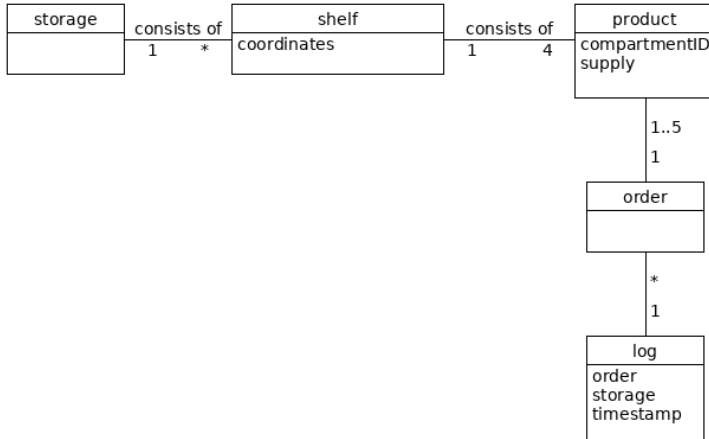 storage
consists of
1 *
shelf
coordinates
consists of
1 4
product
compartmentID
supply
1..5
1
order
*
1
log
order
storage
timestamp